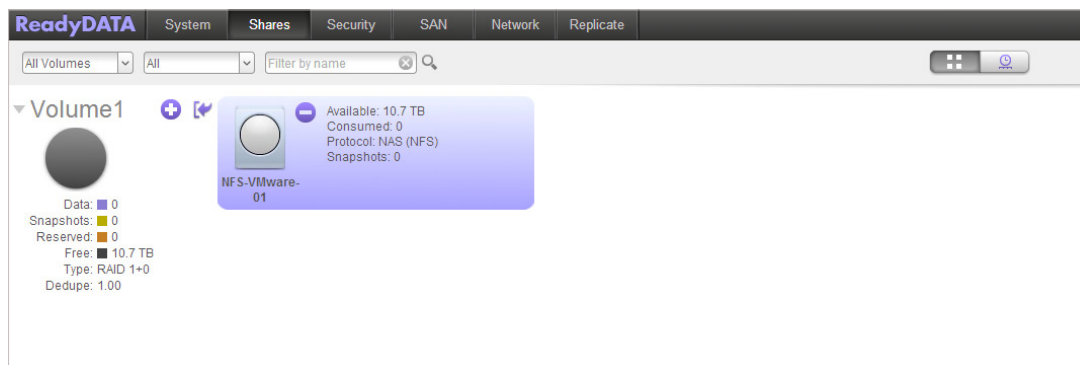 ReadyDATA System Shares Security SAN Network Replicate
All Volumes All Filter by name
Volume1
Data: 0
Snapshots: 0
Reserved: 0
Free: 10.7 TB
Type: RAID 1+0
Dedupe: 1.00
NFS-VMware-
01
Available: 10.7 TB
Consumed: 0
Protocol: NAS (NFS)
Snapshots: 0